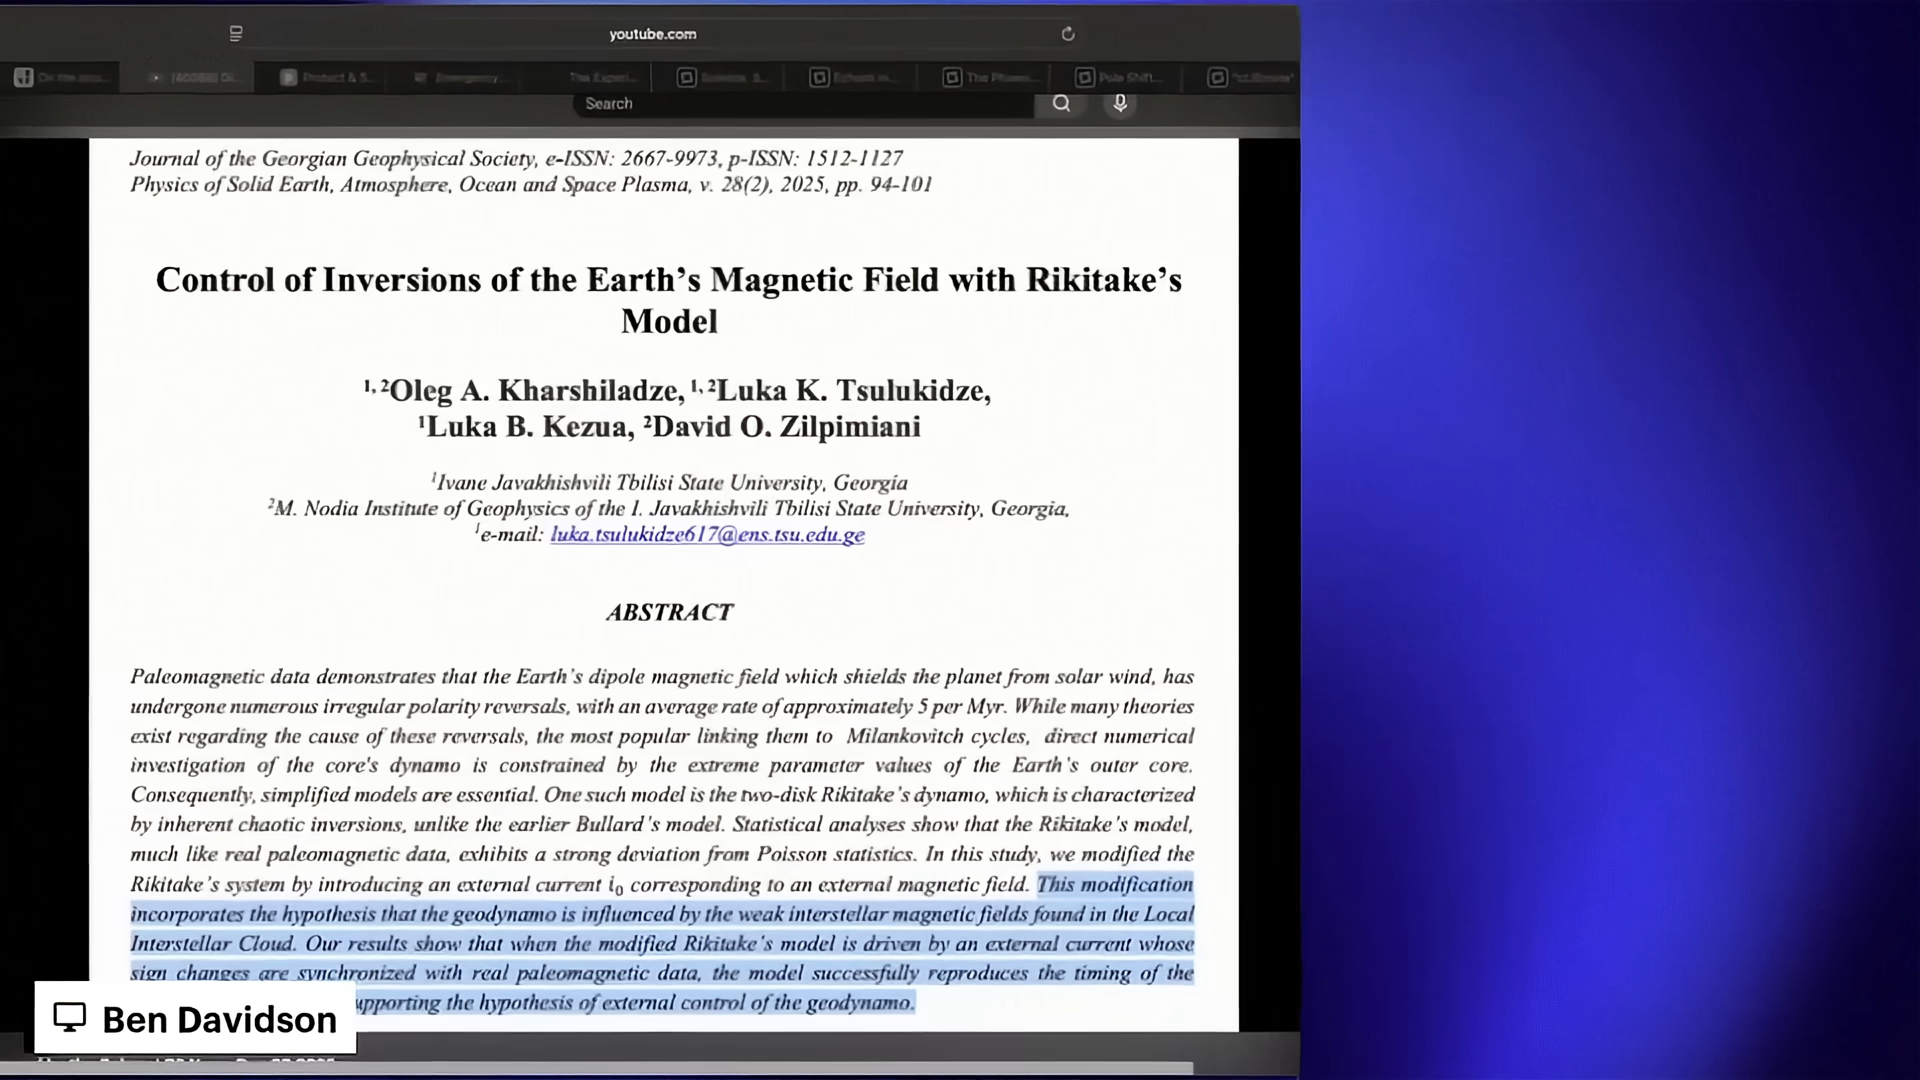 youtube.com
Search
Journal of the Georgian Geophysical Society, e-ISSN: 2667-9973, p-ISSN: 1512-1127
Physics of Solid Earth, Atmosphere, Ocean and Space Plasma, v. 28(2), 2025, pp. 94-101
Control of Inversions of the Earth's Magnetic Field with Rikitake's
Model
1,2Oleg A. Kharshiladze, 1,2Luka K. Tsulukidze,
1Luka B. Kezua, 2David O. Zilpimiani
1Ivane Javakhishvili Tbilisi State University, Georgia
2M. Nodia Institute of Geophysics of the I. Javakhishvili Tbilisi State University, Georgia,
1e-mail: luka.tsulukidze617@ens.tsu.edu.ge
ABSTRACT
Paleomagnetic data demonstrates that the Earth's dipole magnetic field which shields the planet from solar wind, has
undergone numerous irregular polarity reversals, with an average rate of approximately 5 per Myr. While many theories
exist regarding the cause of these reversals, the most popular linking them to Milankovitch cycles, direct numerical
investigation of the core's dynamo is constrained by the extreme parameter values of the Earth's outer core.
Consequently, simplified models are essential. One such model is the two-disk Rikitake's dynamo, which is characterized
by inherent chaotic inversions, unlike the earlier Bullard's model. Statistical analyses show that the Rikitake's model,
much like real paleomagnetic data, exhibits a strong deviation from Poisson statistics. In this study, we modified the
Rikitake's system by introducing an external current i0 corresponding to an external magnetic field. This modification
incorporates the hypothesis that the geodynamo is influenced by the weak interstellar magnetic fields found in the Local
Interstellar Cloud. Our results show that when the modified Rikitake's model is driven by an external current whose
sign changes are synchronized with real paleomagnetic data, the model successfully reproduces the timing of the
upporting the hypothesis of external control of the geodynamo.
Ben Davidson